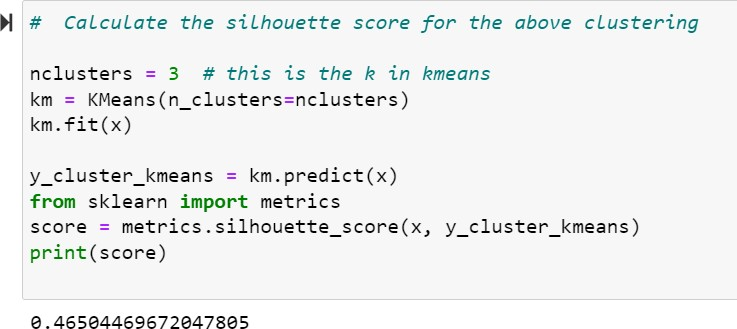 #  Calculate the silhouette score for the above clustering
nclusters = 3  # this is the k in kmeans
km = KMeans(n_clusters=nclusters)
km.fit(x)
y_cluster_kmeans = km.predict(x)
from sklearn import metrics
score = metrics.silhouette_score(x, y_cluster_kmeans)
print(score)
0.46504469672047805